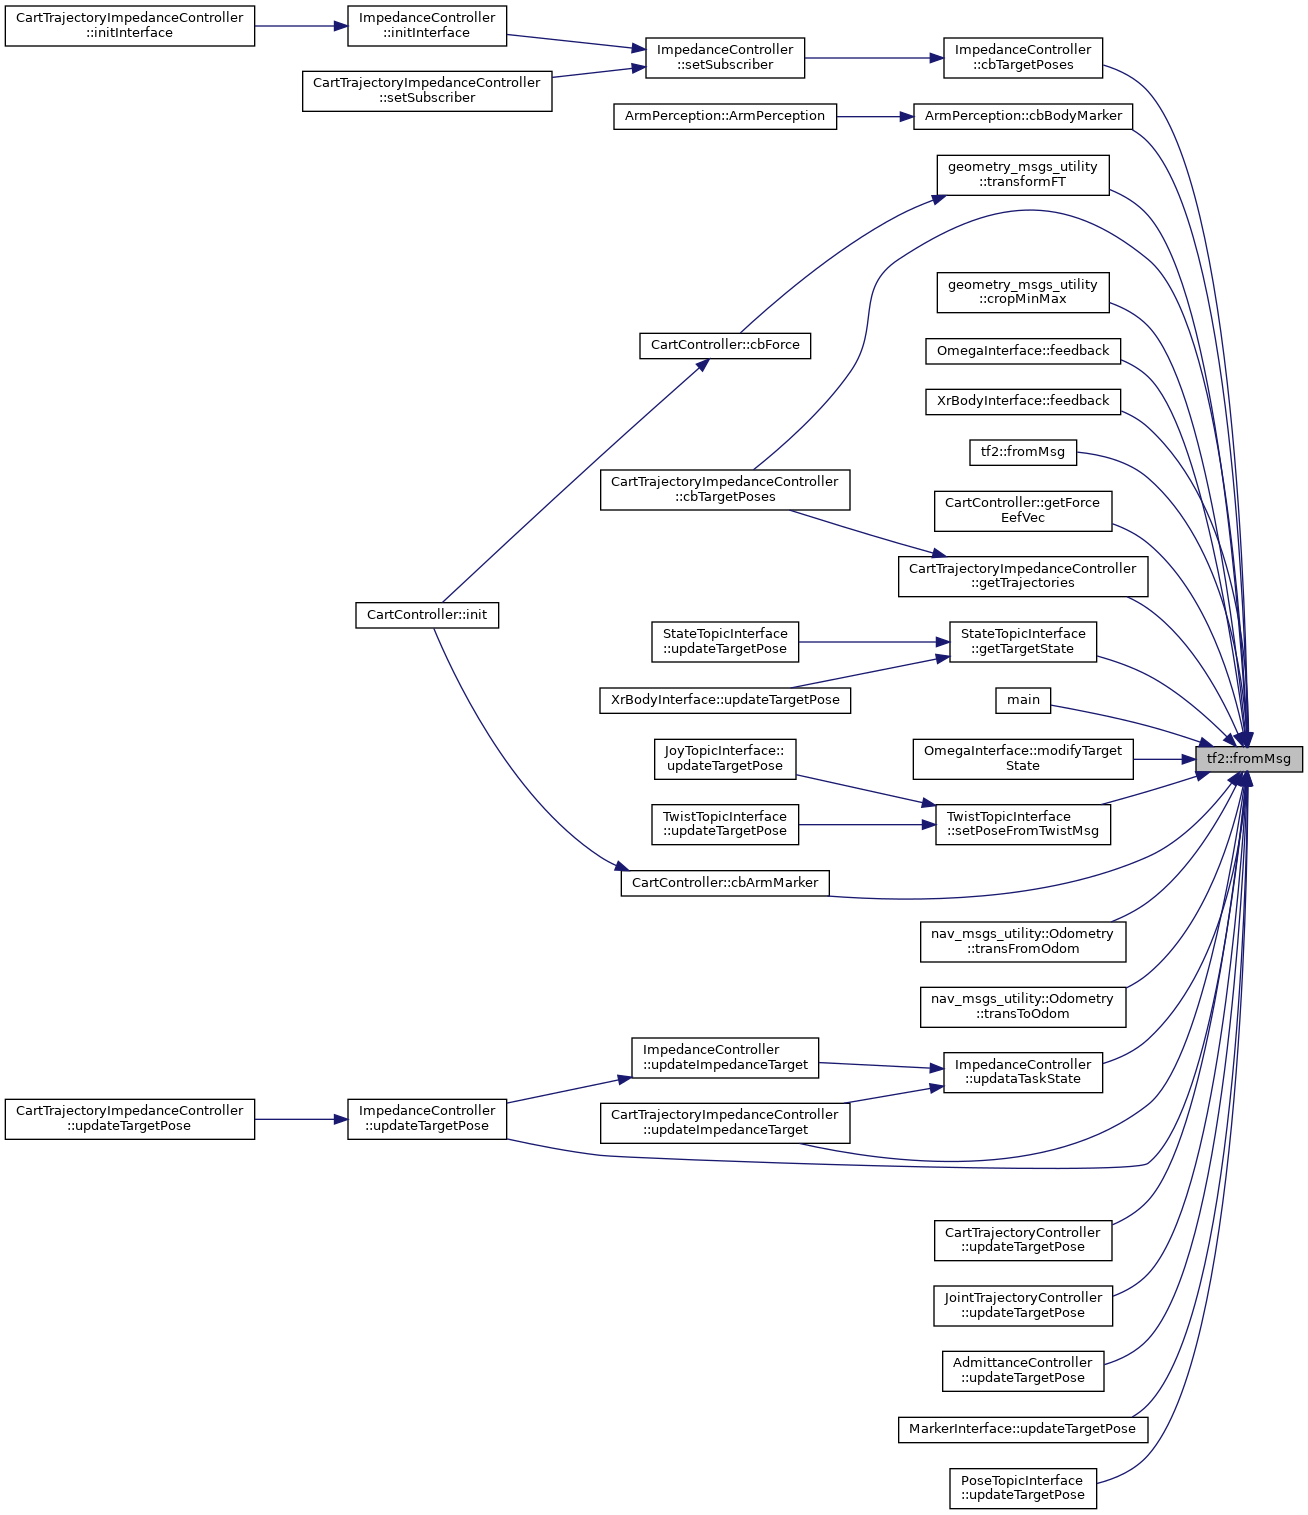 CartTrajectoryImpedanceController
::initInterface
ImpedanceController
::initInterface
ImpedanceController
::setSubscriber
ImpedanceController
::cbTargetPoses
CartTrajectoryImpedanceController
::setSubscriber
ArmPerception::ArmPerception
ArmPerception::cbBodyMarker
geometry_msgs_utility
::transformFT
geometry_msgs_utility
::cropMinMax
CartController::cbForce
OmegaInterface::feedback
XrBodyInterface::feedback
tf2::fromMsg
CartTrajectoryImpedanceController
::cbTargetPoses
CartController::getForce
EefVec
CartTrajectoryImpedanceController
::getTrajectories
CartController::init
StateTopicInterface
::updateTargetPose
StateTopicInterface
::getTargetState
XrBodyInterface::updateTargetPose
main
JoyTopicInterface::
updateTargetPose
OmegaInterface::modifyTarget
State
tf2::fromMsg
TwistTopicInterface
::updateTargetPose
TwistTopicInterface
::setPoseFromTwistMsg
CartController::cbArmMarker
nav_msgs_utility::Odometry
::transFromOdom
nav_msgs_utility::Odometry
::transToOdom
ImpedanceController
::updateImpedanceTarget
ImpedanceController
::updataTaskState
CartTrajectoryImpedanceController
::updateTargetPose
ImpedanceController
::updateTargetPose
CartTrajectoryImpedanceController
::updateImpedanceTarget
CartTrajectoryController
::updateTargetPose
JointTrajectoryController
::updateTargetPose
AdmittanceController
::updateTargetPose
MarkerInterface::updateTargetPose
PoseTopicInterface
::updateTargetPose